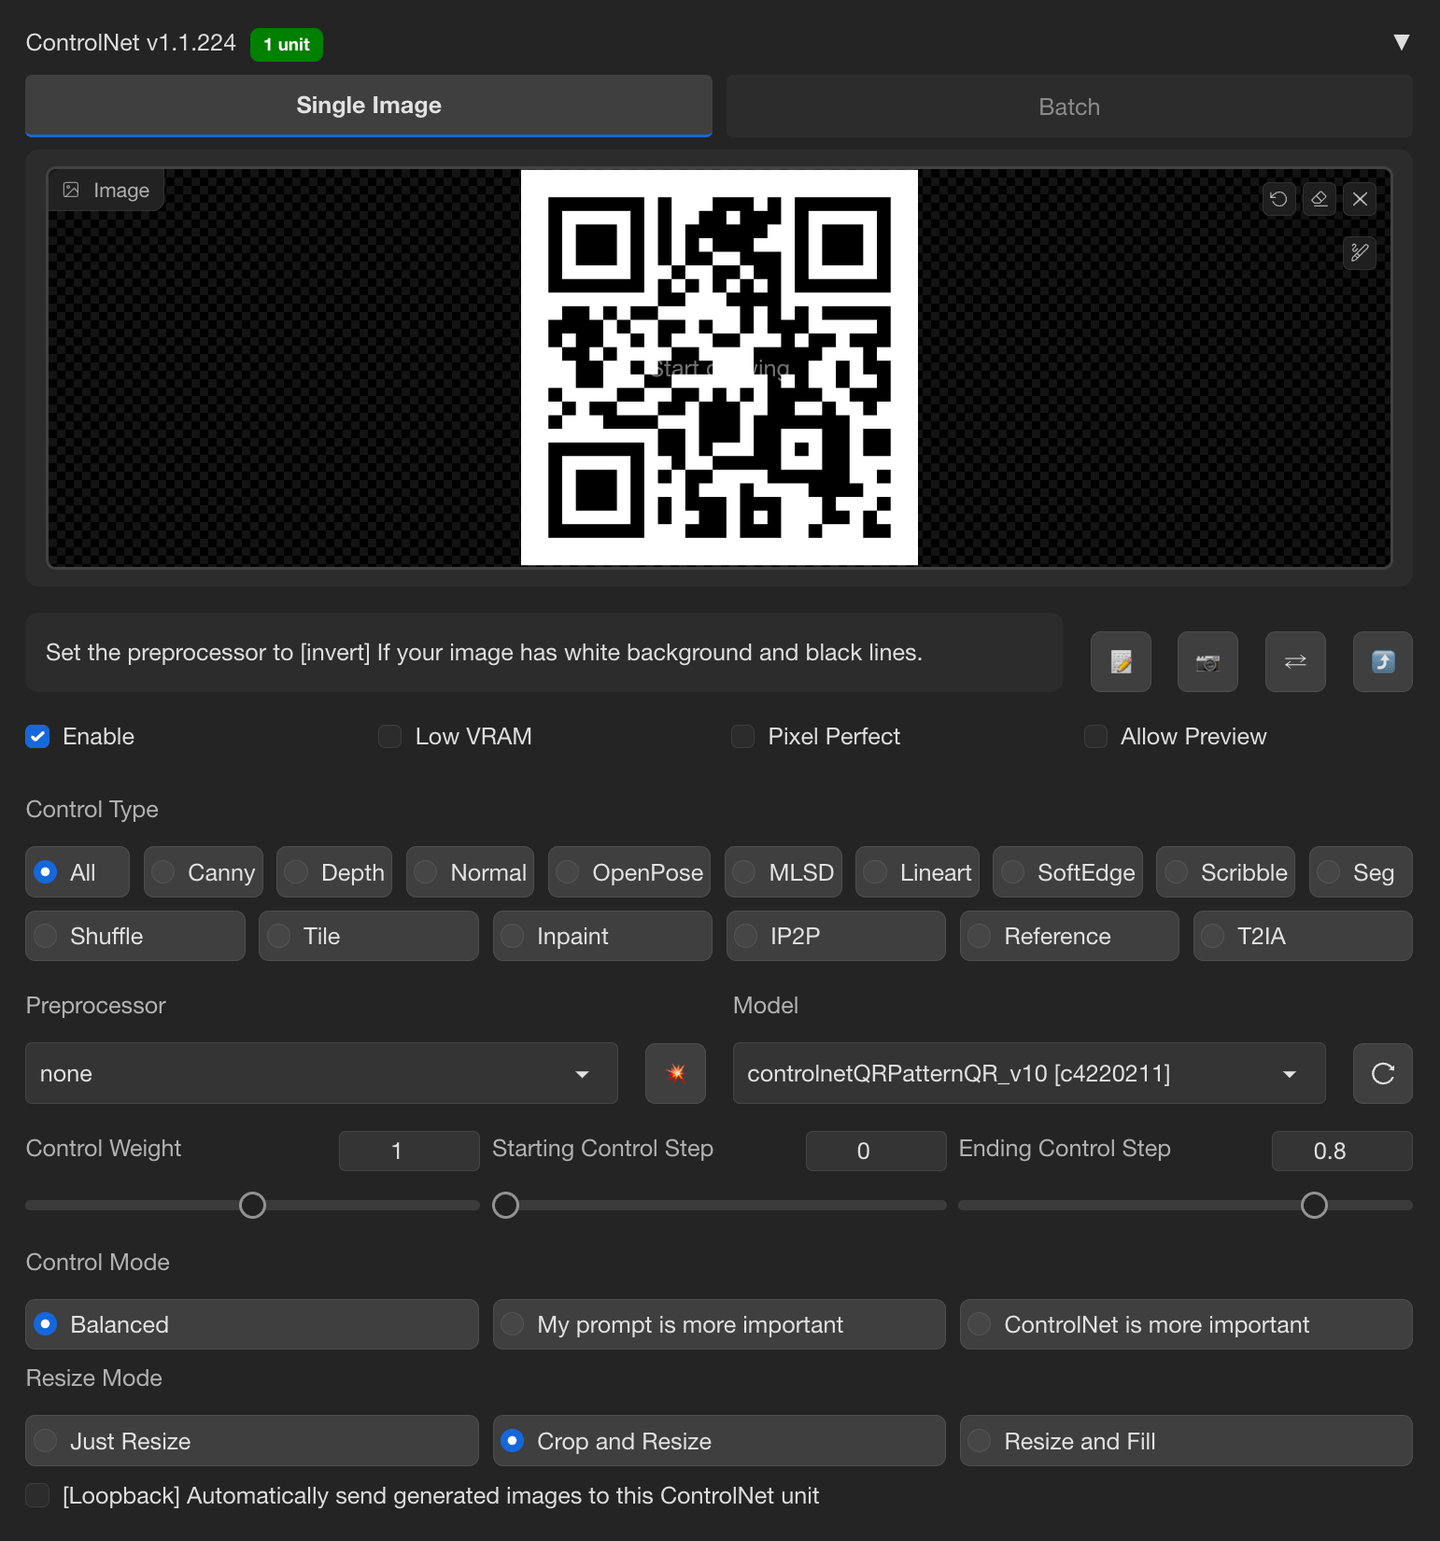 ControlNet v1.1.224 1 unit ▼
Single Image Batch
Image
Set the preprocessor to [invert] If your image has white background and black lines.
Enable Low VRAM Pixel Perfect Allow Preview
Control Type
All Canny Depth Normal OpenPose MLSD Lineart SoftEdge Scribble Seg
Shuffle Tile Inpaint IP2P Reference T2IA
Preprocessor Model
none controlnetQRPatternQR_v10 [c4220211]
Control Weight 1 Starting Control Step 0 Ending Control Step 0.8
Control Mode
Balanced My prompt is more important ControlNet is more important
Resize Mode
Just Resize Crop and Resize Resize and Fill
[Loopback] Automatically send generated images to this ControlNet unit